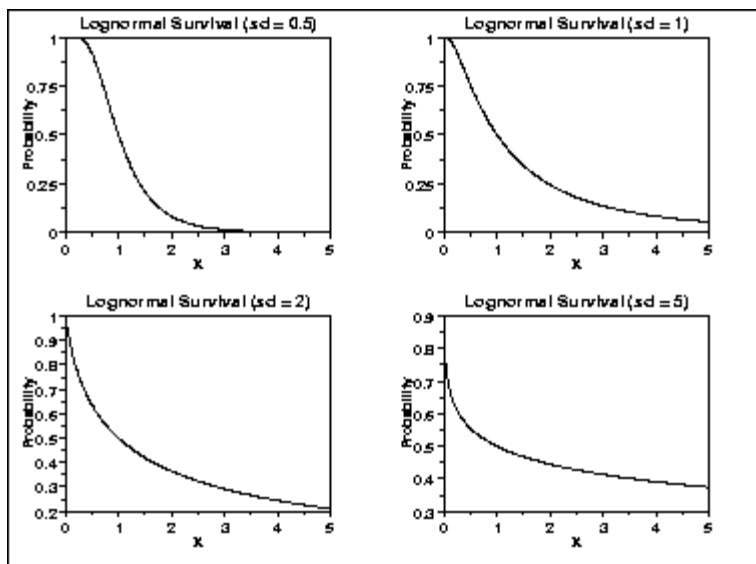 Lognormal Survival (sd = 0.5)
1
0.75
0.5
0.25
0
Probability
0 1 2 3 4 5
X
Lognormal Survival (sd = 1)
1
0.75
0.5
0.25
0
Probability
0 1 2 3 4 5
X
Lognormal Survival (sd = 2)
1
0.9
0.8
0.7
0.6
0.5
0.4
0.3
0.2
Probability
0 1 2 3 4 5
X
Lognormal Survival (sd = 5)
0.9
0.8
0.7
0.6
0.5
0.4
0.3
Probability
0 1 2 3 4 5
X